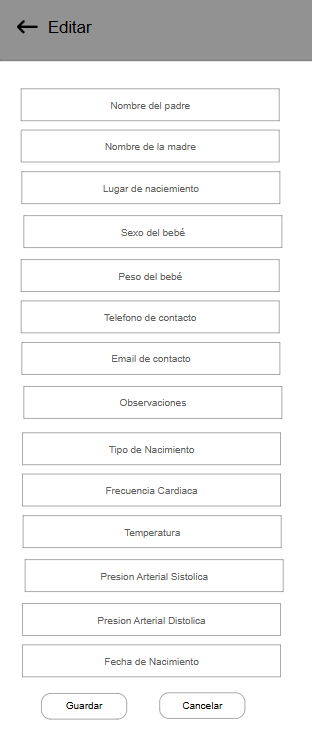 Editar
Nombre del padre
Nombre de la madre
Lugar de naciemiento
Sexo del bebé
Peso del bebé
Telefono de contacto
Email de contacto
Observaciones
Tipo de Nacimiento
Frecuencia Cardiaca
Temperatura
Presion Arterial Sistolica
Presion Arterial Distolica
Fecha de Nacimiento
Guardar Cancelar